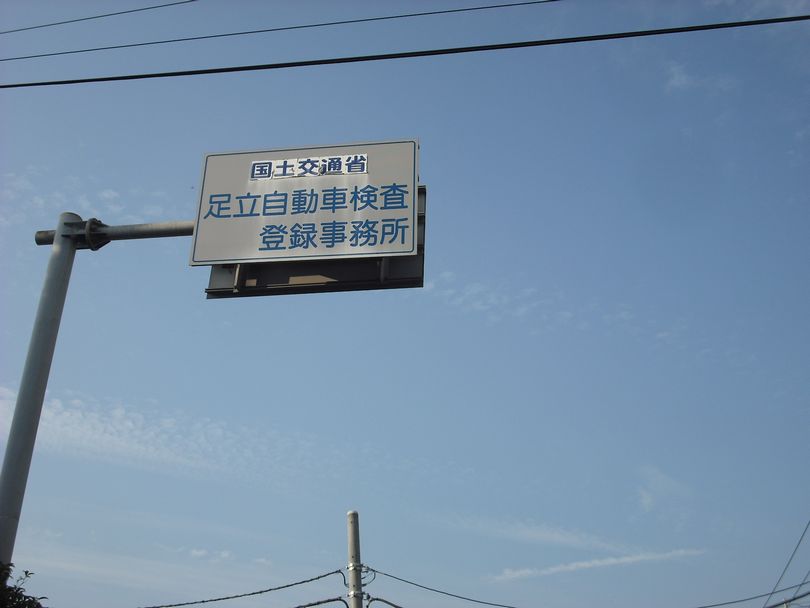 国土交通省
足立自動車検査
登録事務所